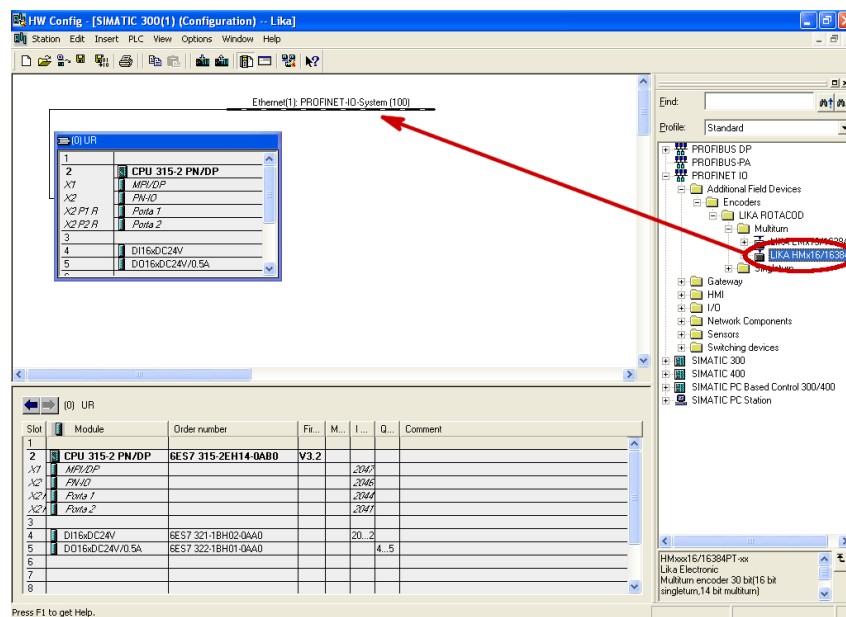 HW Config - [SIMATIC 300(1) (Configuration) -- Lika]
Station Edit Insert PLC View Options Window Help
Ethernet(1): PROFINET-IO-System (100)
(0) UR
1
2 CPU 315-2 PN/DP
X1 MPI/DP
X2 PN-IO
X2 P1 R Porta 1
X2 P2 R Porta 2
3
4 DI16xDC24V
5 DO16xDC24V/0.5A
Find:
Profile: Standard
PROFIBUS DP
PROFIBUS-PA
PROFINET IO
Additional Field Devices
Encoders
LIKA ROTACOD
Multiturn
LIKA EMx16/16384
LIKA HMx16/16384
Singleturn
Gateway
HMI
I/O
Network Components
Sensors
Switching devices
SIMATIC 300
SIMATIC 400
SIMATIC PC Based Control 300/400
SIMATIC PC Station
(0) UR
Slot Module Order number Fir... M... I ... Q... Comment
1
2 CPU 315-2 PN/DP 6ES7 315-2EH14-0AB0 V3.2
X1 MPI/DP 2047
X2 PN-IO 2046
X2 Porta 1 2044
X2 Porta 2 2041
3
4 DI16xDC24V 6ES7 321-1BH02-0AA0 20...2
5 DO16xDC24V/0.5A 6ES7 322-1BH01-0AA0 4...5
6
7
8
HMxxx16/16384PT-xx
Lika Electronic
Multiturn encoder 30 bit(16 bit
singleturn,14 bit multiturn)
Press F1 to get Help.